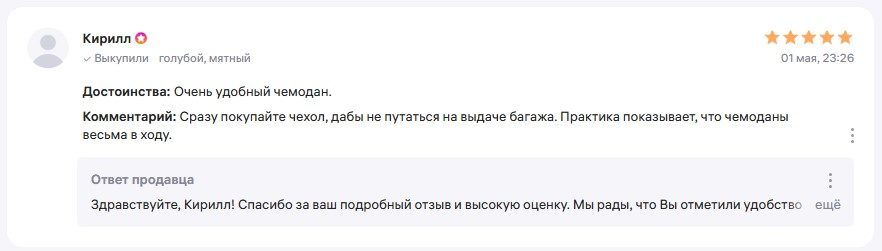 Кирилл
Выкупили голубой, мятный
01 мая, 23:26
Достоинства: Очень удобный чемодан.
Комментарий: Сразу покупайте чехол, дабы не путаться на выдаче багажа. Практика показывает, что чемоданы
весьма в ходу.
Ответ продавца
Здравствуйте, Кирилл! Спасибо за ваш подробный отзыв и высокую оценку. Мы рады, что Вы отметили удобство ещё